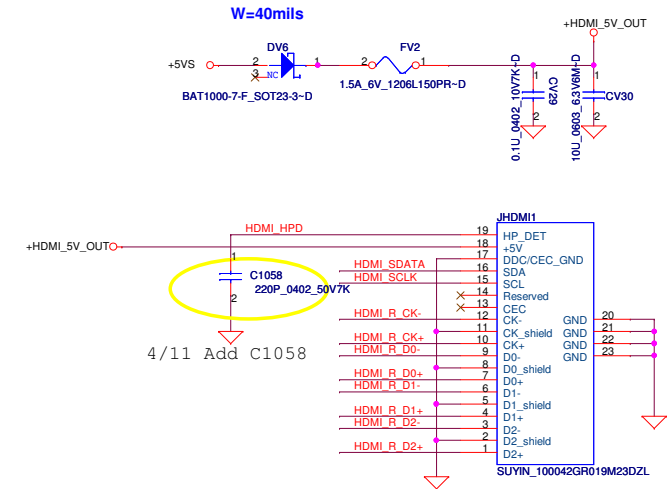 W=40mils
+HDMI_5V_OUT
DV6
FV2
+5VS
2
1
2
1
3
NC
BAT1000-7-F_SOT23-3~D
1.5A_6V_1206L150PR~D
0.1U_0402_10V7K~D
1
2
CV29
10U_0603_6.3V6M~D
1
2
CV30
JHDMI1
HDMI_HPD
19
HP_DET
+HDMI_5V_OUT
18
+5V
17
DDC/CEC_GND
HDMI_SDATA
16
SDA
HDMI_SCLK
15
SCL
14
Reserved
13
CEC
1
C1058
220P_0402_50V7K
2
4/11 Add C1058
HDMI_R_CK-
12
CK-
11
CK_shield
HDMI_R_CK+
10
CK+
HDMI_R_D0-
9
D0-
8
D0_shield
HDMI_R_D0+
7
D0+
HDMI_R_D1-
6
D1-
5
D1_shield
HDMI_R_D1+
4
D1+
HDMI_R_D2-
3
D2-
2
D2_shield
HDMI_R_D2+
1
D2+
GND
20
GND
21
GND
22
GND
23
SUYIN_100042GR019M23DZL